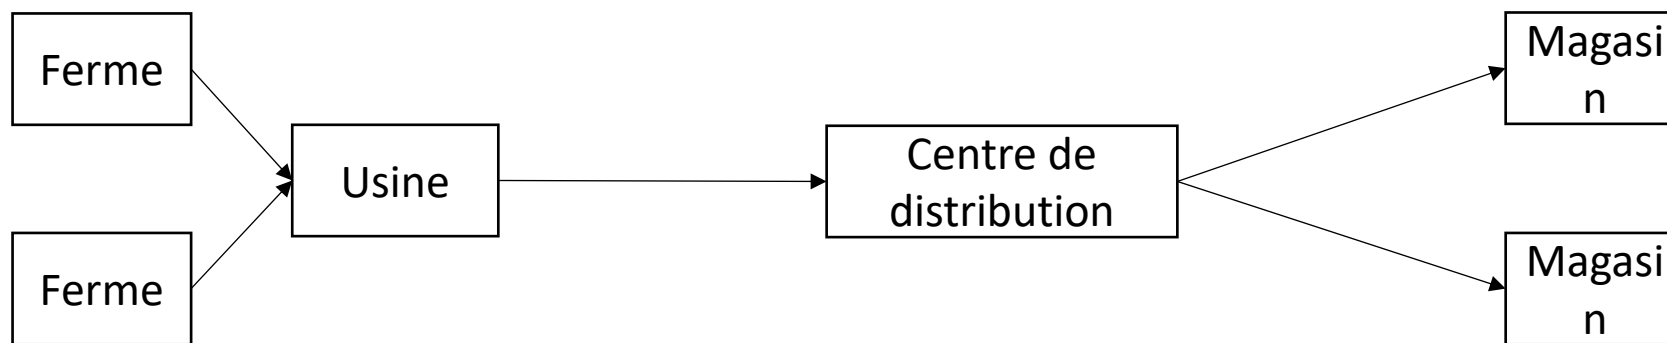 Ferme
Ferme
Usine
Centre de
distribution
Magasi
n
Magasi
n